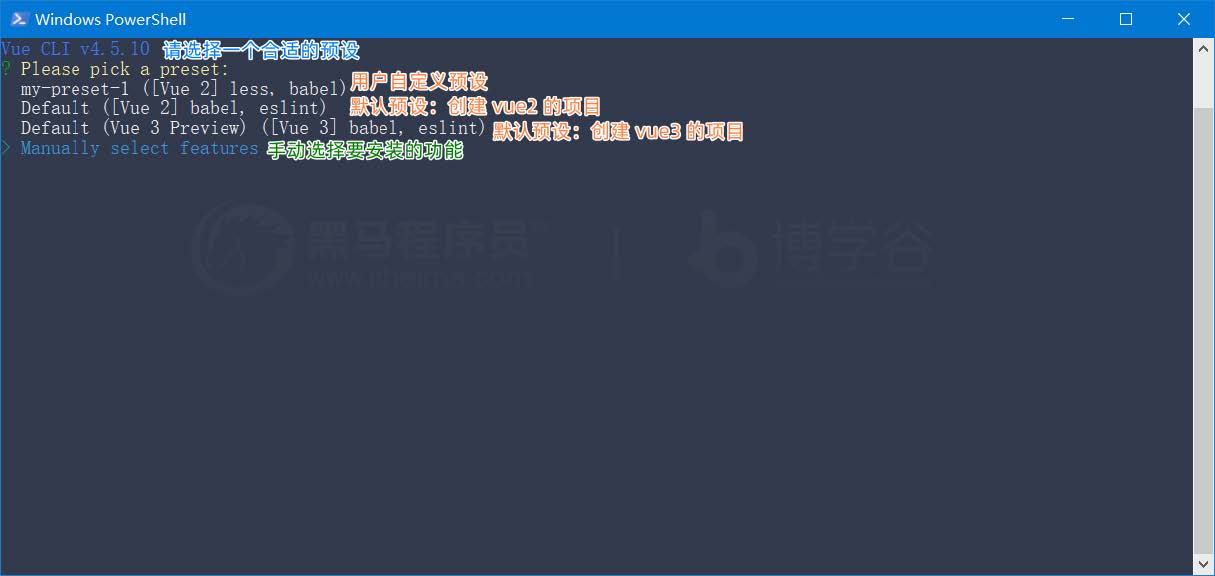 Windows PowerShell
Vue CLI v4.5.10 请选择一个合适的预设
? Please pick a preset:
my-preset-1 ([Vue 2] less, babel) 用户自定义预设
Default ([Vue 2] babel, eslint) 默认预设：创建 vue2 的项目
Default (Vue 3 Preview) ([Vue 3] babel, eslint) 默认预设：创建 vue3 的项目
> Manually select features 手动选择要安装的功能
黑马程序员 博学谷
www.itheima.com